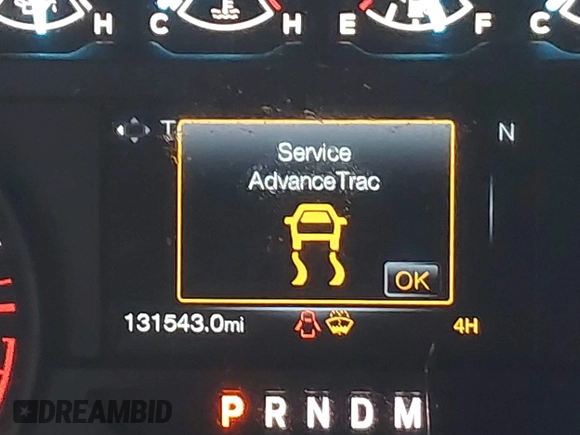 H C H E F C
T N
Service
AdvanceTrac
OK
131543.0mi 4H
P R N D M
DREAMBID